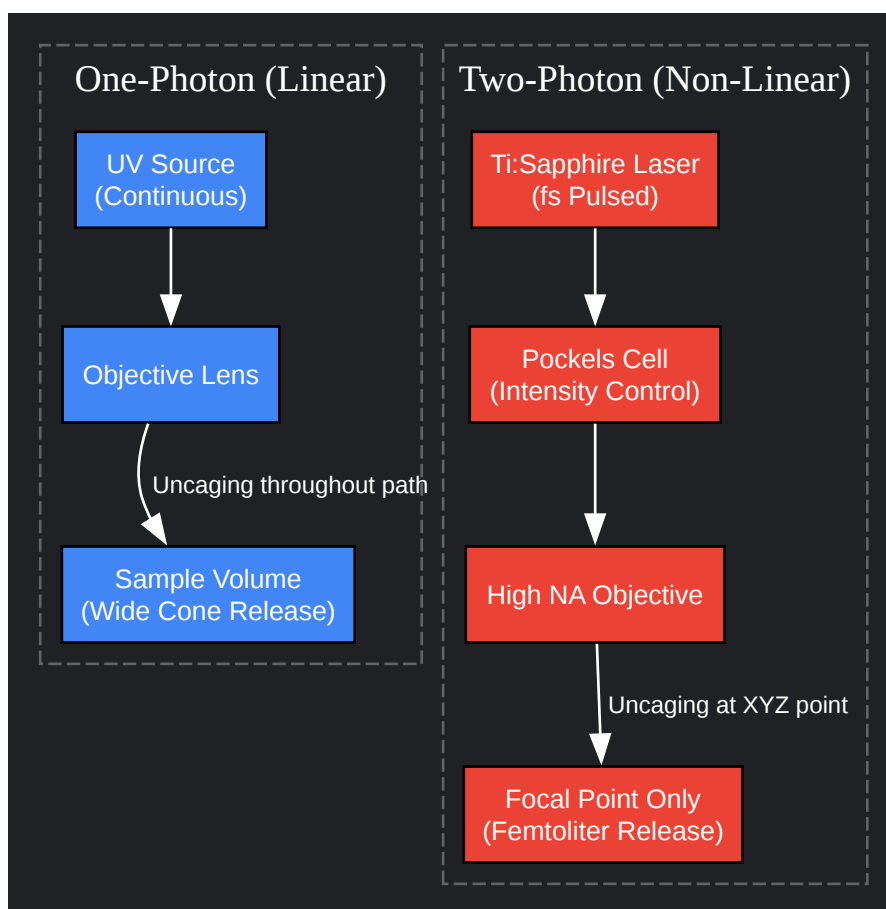 One-Photon (Linear)
UV Source
(Continuous)
Objective Lens
Uncaging throughout path
Sample Volume
(Wide Cone Release)
Two-Photon (Non-Linear)
Ti:Sapphire Laser
(fs Pulsed)
Pockels Cell
(Intensity Control)
High NA Objective
Uncaging at XYZ point
Focal Point Only
(Femtoliter Release)